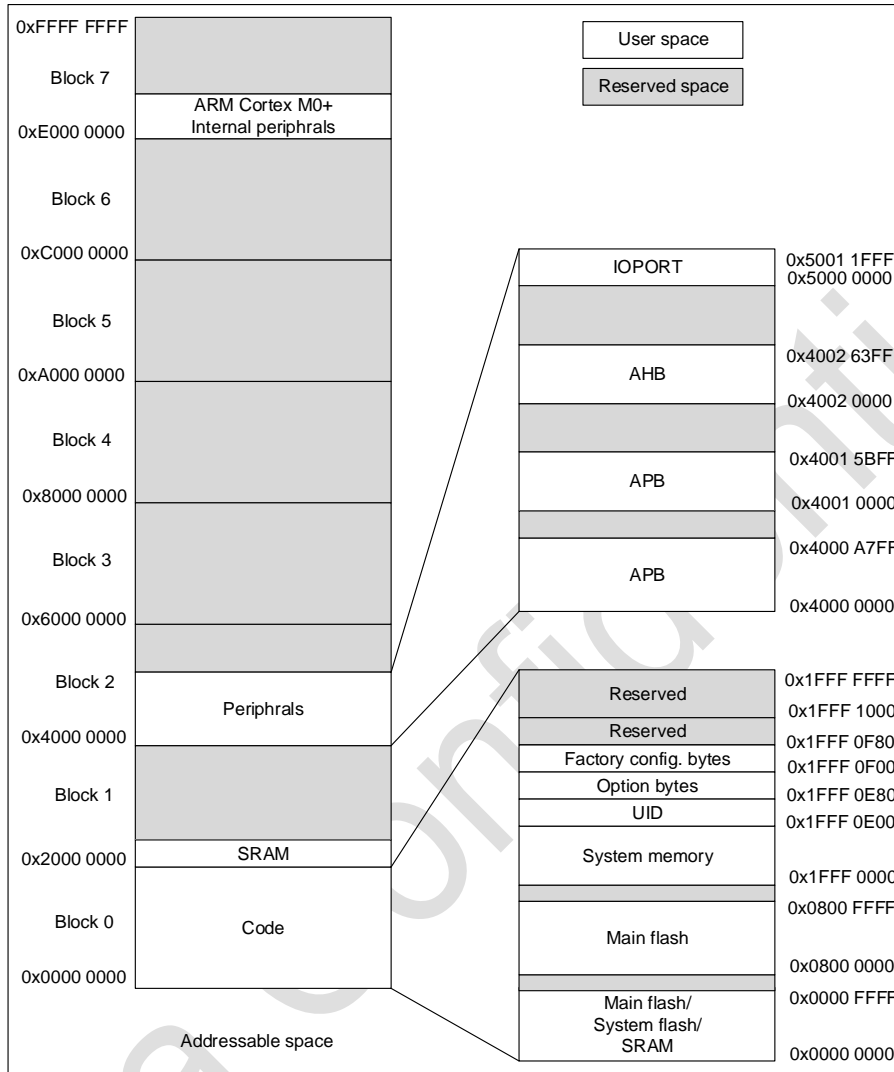 0xFFFF FFFF
Block 7
ARM Cortex M0+
Internal periphrals
0xE000 0000
Block 6
0xC000 0000
Block 5
0xA000 0000
Block 4
0x8000 0000
Block 3
0x6000 0000
Block 2
Periphrals
0x4000 0000
Block 1
0x2000 0000
SRAM
Block 0
Code
0x0000 0000
Addressable space
User space
Reserved space
IOPORT
0x5001 1FFF
0x5000 0000
0x4002 63FF
AHB
0x4002 0000
0x4001 5BFF
APB
0x4001 0000
0x4000 A7FF
APB
0x4000 0000
0x1FFF FFFF
Reserved
0x1FFF 1000
Reserved
0x1FFF 0F80
Factory config. bytes
0x1FFF 0F00
Option bytes
0x1FFF 0E80
UID
0x1FFF 0E00
System memory
0x1FFF 0000
0x0800 FFFF
Main flash
0x0800 0000
0x0000 FFFF
Main flash/
System flash/
SRAM
0x0000 0000